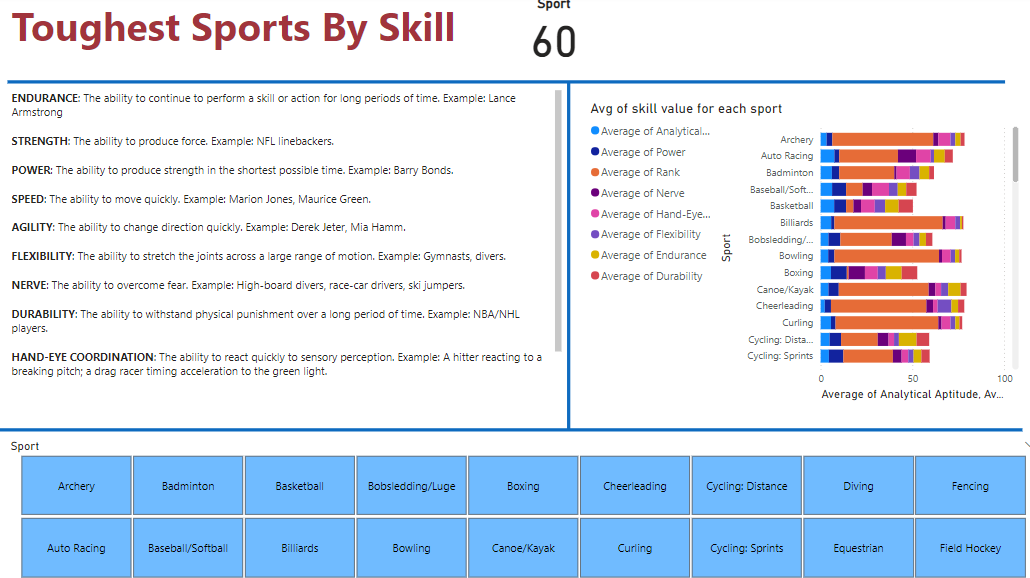 Toughest Sports By Skill
Sport
60
ENDURANCE: The ability to continue to perform a skill or action for long periods of time. Example: Lance
Armstrong
STRENGTH: The ability to produce force. Example: NFL linebackers.
POWER: The ability to produce strength in the shortest possible time. Example: Barry Bonds.
SPEED: The ability to move quickly. Example: Marion Jones, Maurice Green.
AGILITY: The ability to change direction quickly. Example: Derek Jeter, Mia Hamm.
FLEXIBILITY: The ability to stretch the joints across a large range of motion. Example: Gymnasts, divers.
NERVE: The ability to overcome fear. Example: High-board divers, race-car drivers, ski jumpers.
DURABILITY: The ability to withstand physical punishment over a long period of time. Example: NBA/NHL
players.
HAND-EYE COORDINATION: The ability to react quickly to sensory perception. Example: A hitter reacting to a
breaking pitch; a drag racer timing acceleration to the green light.
Avg of skill value for each sport
Average of Analytical...
Average of Power
Average of Rank
Average of Nerve
Average of Hand-Eye...
Average of Flexibility
Average of Endurance
Average of Durability
Sport
Archery
Auto Racing
Badminton
Baseball/Soft...
Basketball
Billiards
Bobsledding/...
Bowling
Boxing
Canoe/Kayak
Cheerleading
Curling
Cycling: Dista...
Cycling: Sprints
0 50 100
Average of Analytical Aptitude, Av...
Sport
Archery Badminton Basketball Bobsledding/Luge Boxing Cheerleading Cycling: Distance Diving Fencing
Auto Racing Baseball/Softball Billiards Bowling Canoe/Kayak Curling Cycling: Sprints Equestrian Field Hockey